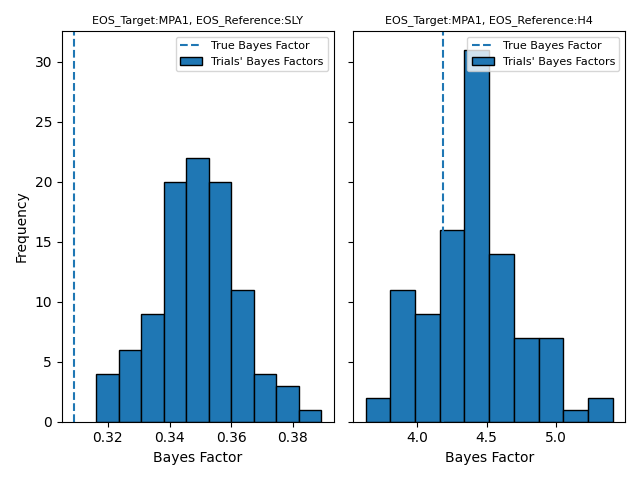 EOS_Target:MPA1, EOS_Reference:SLY
True Bayes Factor
Trials' Bayes Factors
Frequency
30
25
20
15
10
5
0
0.32 0.34 0.36 0.38
Bayes Factor
EOS_Target:MPA1, EOS_Reference:H4
True Bayes Factor
Trials' Bayes Factors
4.0 4.5 5.0
Bayes Factor